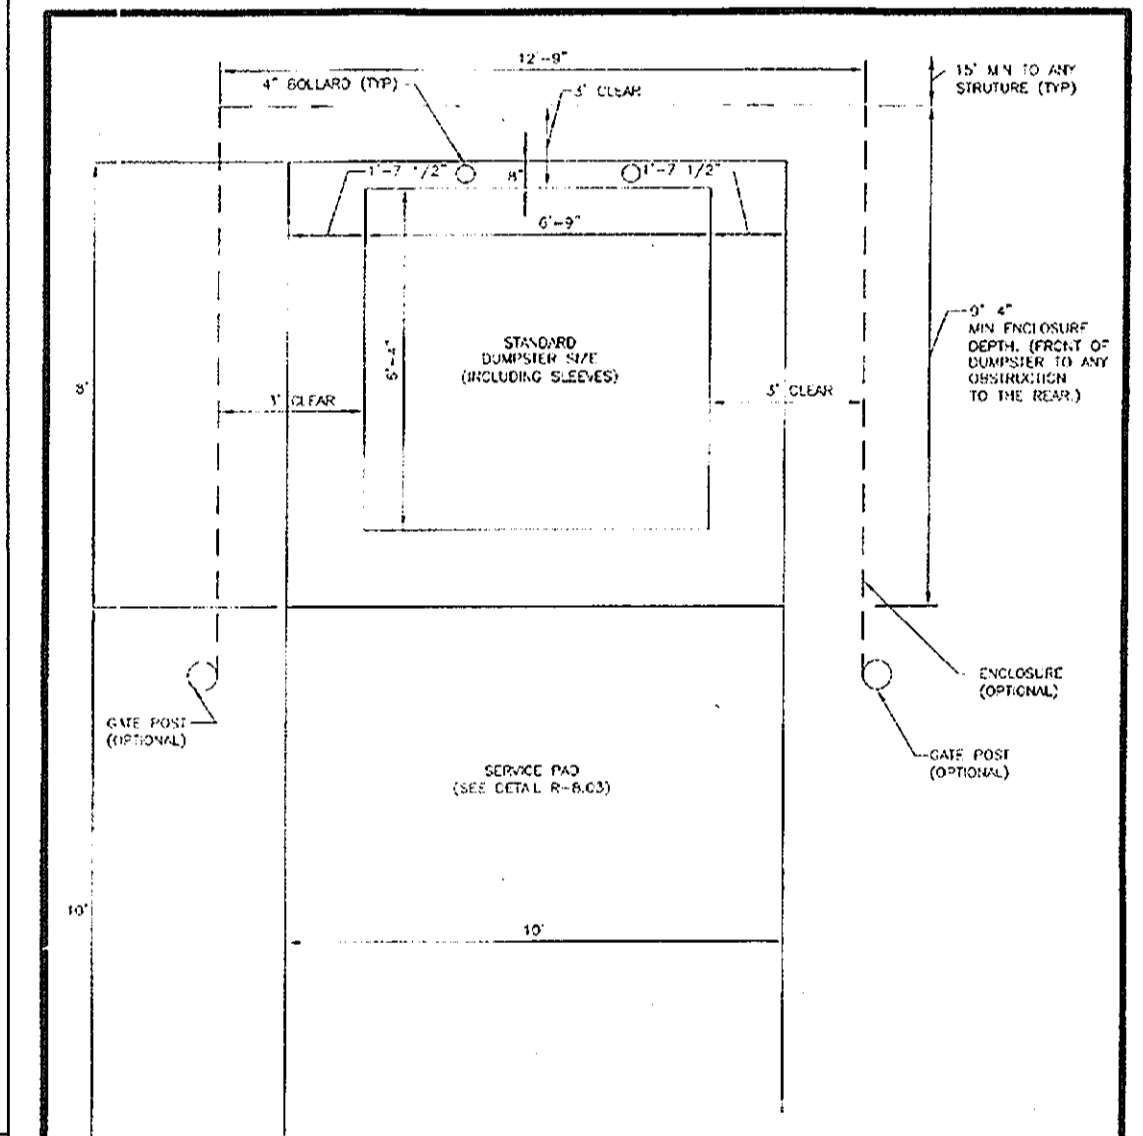 12'-9"
4" BOLLARD (TYP)
3' CLEAR
15' MIN TO ANY
STRUTURE (TYP)
1'-7 1/2"
8"
1'-7 1/2"
6'-9"
9' 4"
MIN ENCLOSURE
DEPTH. (FRONT OF
DUMPSTER TO ANY
OBSTRUCTION
TO THE REAR.)
STANDARD
DUMPSTER SIZE
(INCLUDING SLEEVES)
6'-4"
3' CLEAR
3' CLEAR
ENCLOSURE
(OPTIONAL)
GATE POST
(OPTIONAL)
GATE POST
(OPTIONAL)
SERVICE PAD
(SEE DETAIL R-8.03)
10'
10'